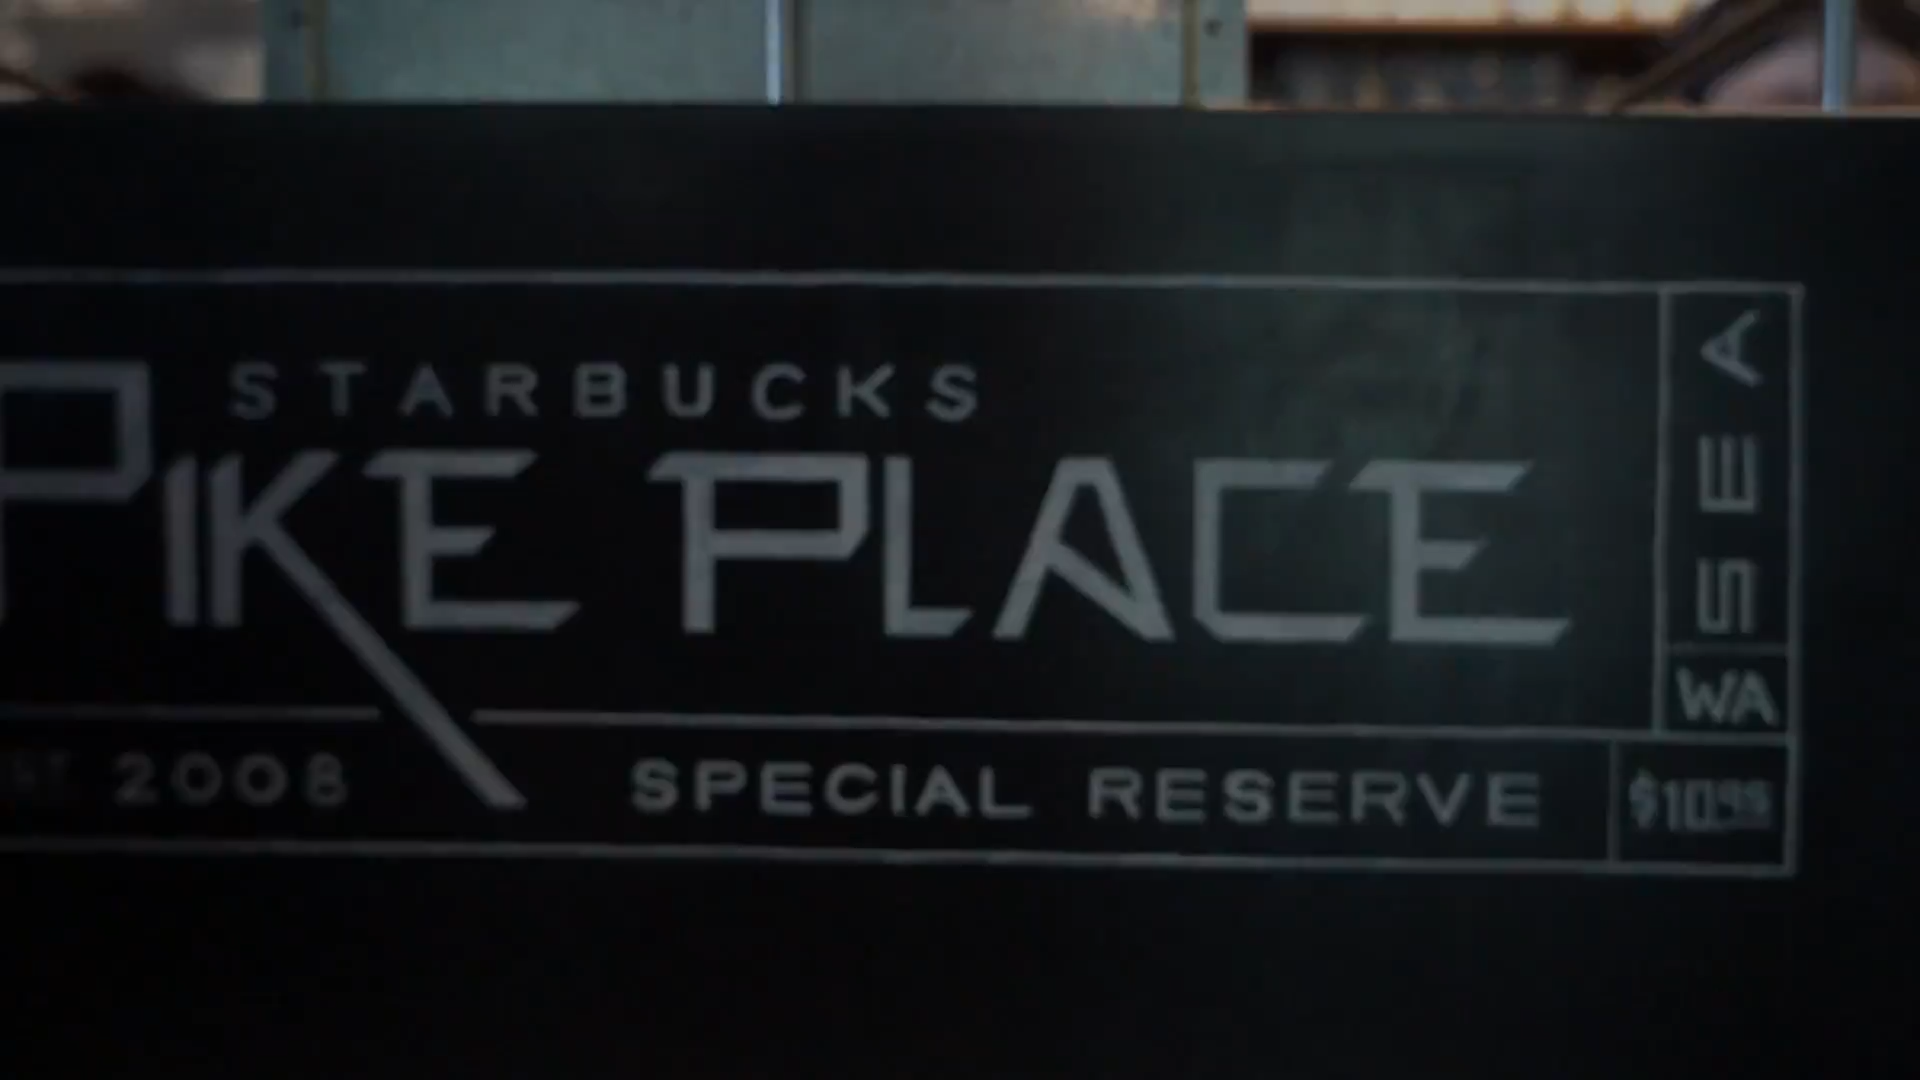 STARBUCKS
PIKE PLACE
2008
SPECIAL RESERVE
SEA
WA